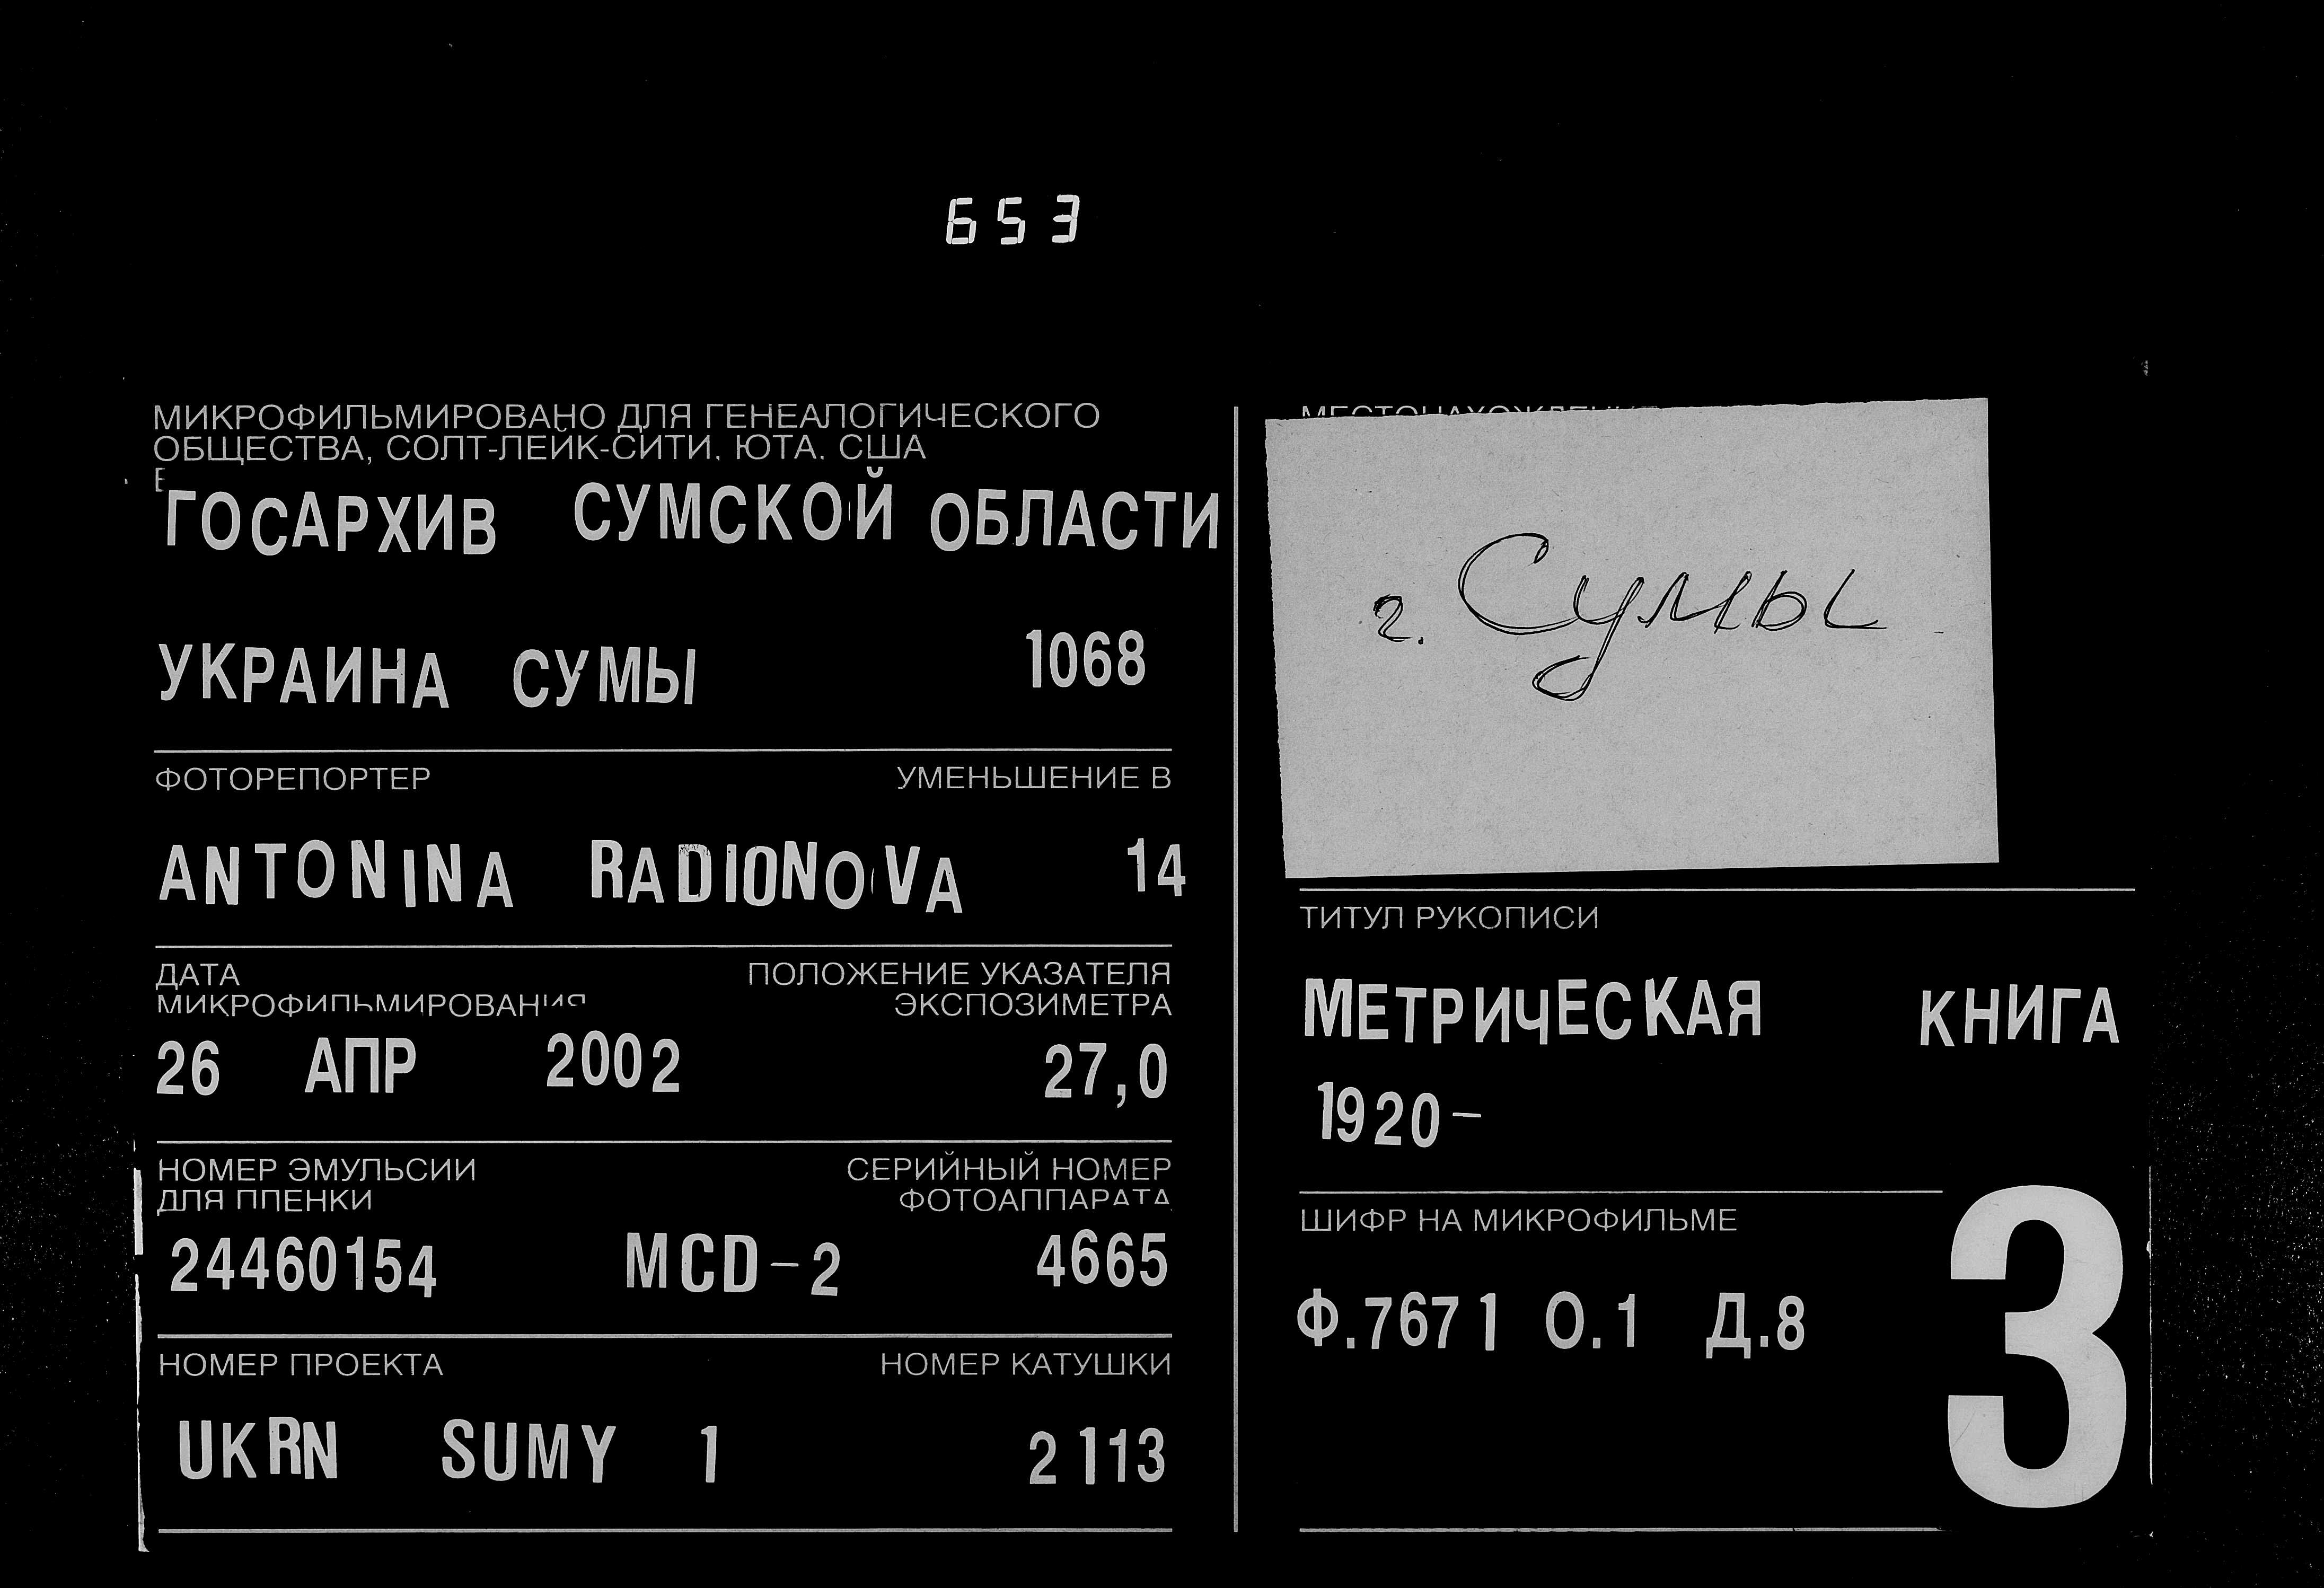 653
МИКРОФИЛЬМИРОВАНО ДЛЯ ГЕНЕАЛОГИЧЕСКОГО
ОБЩЕСТВА, СОЛТ-ЛЕЙК-СИТИ, ЮТА, США
В
ГОСАРХИВ СУМСКОЙ ОБЛАСТИ
УКРАИНА СУМЫ 1068
ФОТОРЕПОРТЕР УМЕНЬШЕНИЕ В
ANTONINA RADIONOVA 14
ДАТА
МИКРОФИЛЬМИРОВАНИЯ
ПОЛОЖЕНИЕ УКАЗАТЕЛЯ
ЭКСПОЗИМЕТРА
26 АПР 2002 27,0
НОМЕР ЭМУЛЬСИИ
ДЛЯ ПЛЕНКИ
СЕРИЙНЫЙ НОМЕР
ФОТОАППАРАТА
24460154 MCD-2 4665
НОМЕР ПРОЕКТА НОМЕР КАТУШКИ
UKRN SUMY 1 2113
МЕСТОНАХОЖДЕНИЕ
г. Сумы
ТИТУЛ РУКОПИСИ
МЕТРИЧЕСКАЯ КНИГА
1920-
ШИФР НА МИКРОФИЛЬМЕ
Ф.7671 О.1 Д.8
3